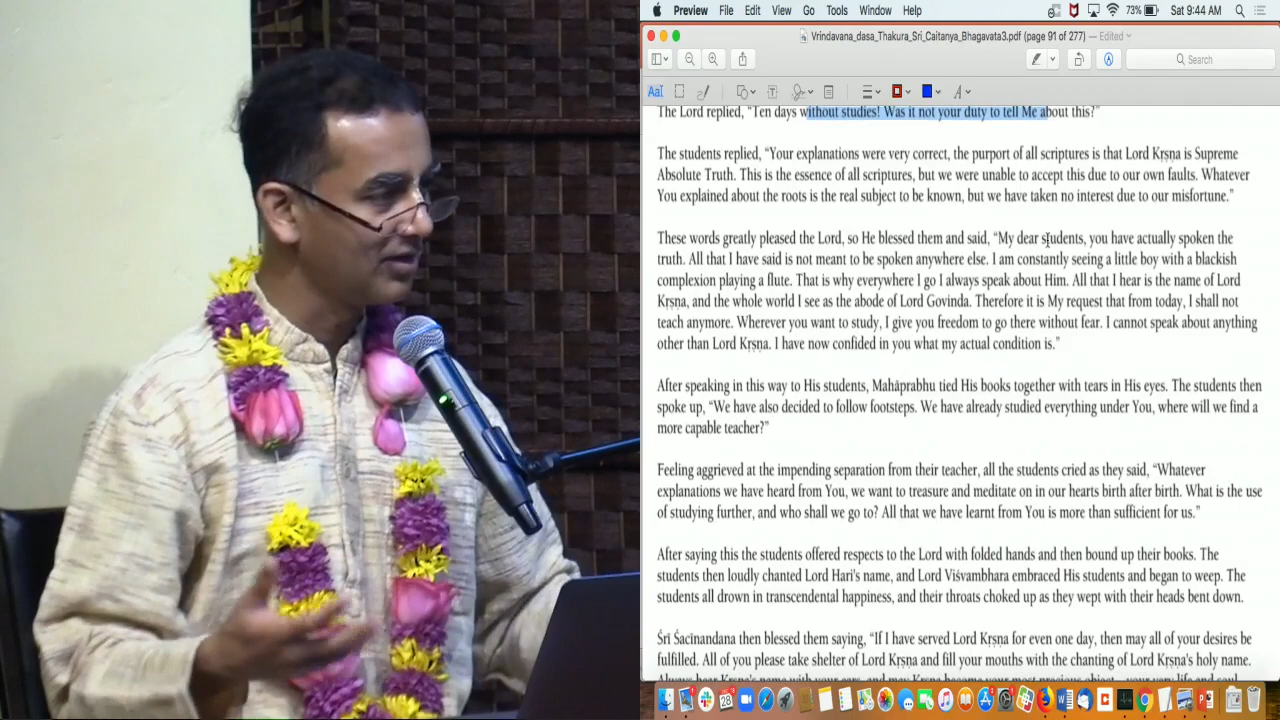 Preview File Edit View Go Tools Window Help 73% Sat 9:44 AM
Vrindavana_dasa_Thakura_Sri_Caitanya_Bhagavata3.pdf (page 91 of 277) — Edited
Search
The Lord replied, “Ten days without studies! Was it not your duty to tell Me about this?”
The students replied, “Your explanations were very correct, the purport of all scriptures is that Lord Kṛṣṇa is Supreme
Absolute Truth. This is the essence of all scriptures, but we were unable to accept this due to our own faults. Whatever
You explained about the roots is the real subject to be known, but we have taken no interest due to our misfortune.”
These words greatly pleased the Lord, so He blessed them and said, “My dear students, you have actually spoken the
truth. All that I have said is not meant to be spoken anywhere else. I am constantly seeing a little boy with a blackish
complexion playing a flute. That is why everywhere I go I always speak about Him. All that I hear is the name of Lord
Kṛṣṇa, and the whole world I see as the abode of Lord Govinda. Therefore it is My request that from today, I shall not
teach anymore. Wherever you want to study, I give you freedom to go there without fear. I cannot speak about anything
other than Lord Kṛṣṇa. I have now confided in you what my actual condition is.”
After speaking in this way to His students, Mahāprabhu tied His books together with tears in His eyes. The students then
spoke up, “We have also decided to follow footsteps. We have already studied everything under You, where will we find a
more capable teacher?”
Feeling aggrieved at the impending separation from their teacher, all the students cried as they said, “Whatever
explanations we have heard from You, we want to treasure and meditate on in our hearts birth after birth. What is the use
of studying further, and who shall we go to? All that we have learnt from You is more than sufficient for us.”
After saying this the students offered respects to the Lord with folded hands and then bound up their books. The
students then loudly chanted Lord Hari's name, and Lord Viśvambhara embraced His students and began to weep. The
students all drown in transcendental happiness, and their throats choked up as they wept with their heads bent down.
Śrī Śacīnandana then blessed them saying, “If I have served Lord Kṛṣṇa for even one day, then may all of your desires be
fulfilled. All of you please take shelter of Lord Kṛṣṇa and fill your mouths with the chanting of Lord Kṛṣṇa's holy name.
Always hear Kṛṣṇa's name with your ears, and may Kṛṣṇa become your most precious object – your very life and soul